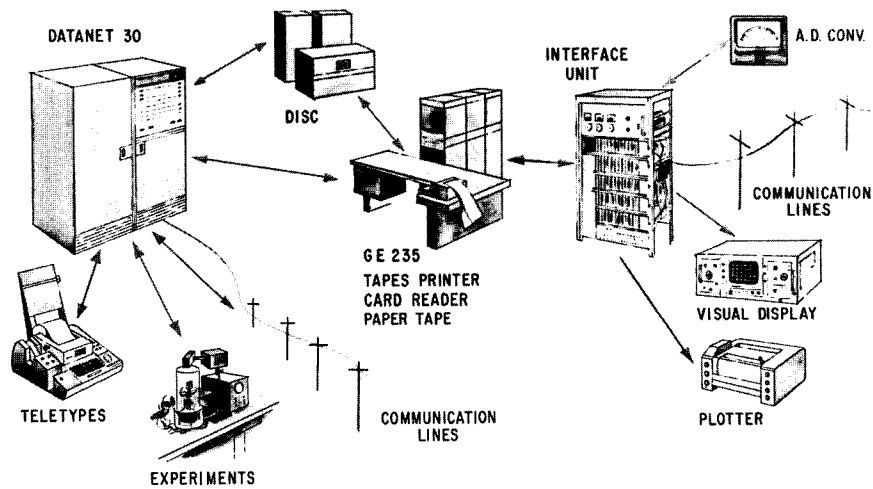 DATANET 30
DISC
INTERFACE
UNIT
A.D. CONV.
COMMUNICATION
LINES
GE 235
TAPES PRINTER
CARD READER
PAPER TAPE
VISUAL DISPLAY
TELETYPES
EXPERIMENTS
COMMUNICATION
LINES
PLOTTER